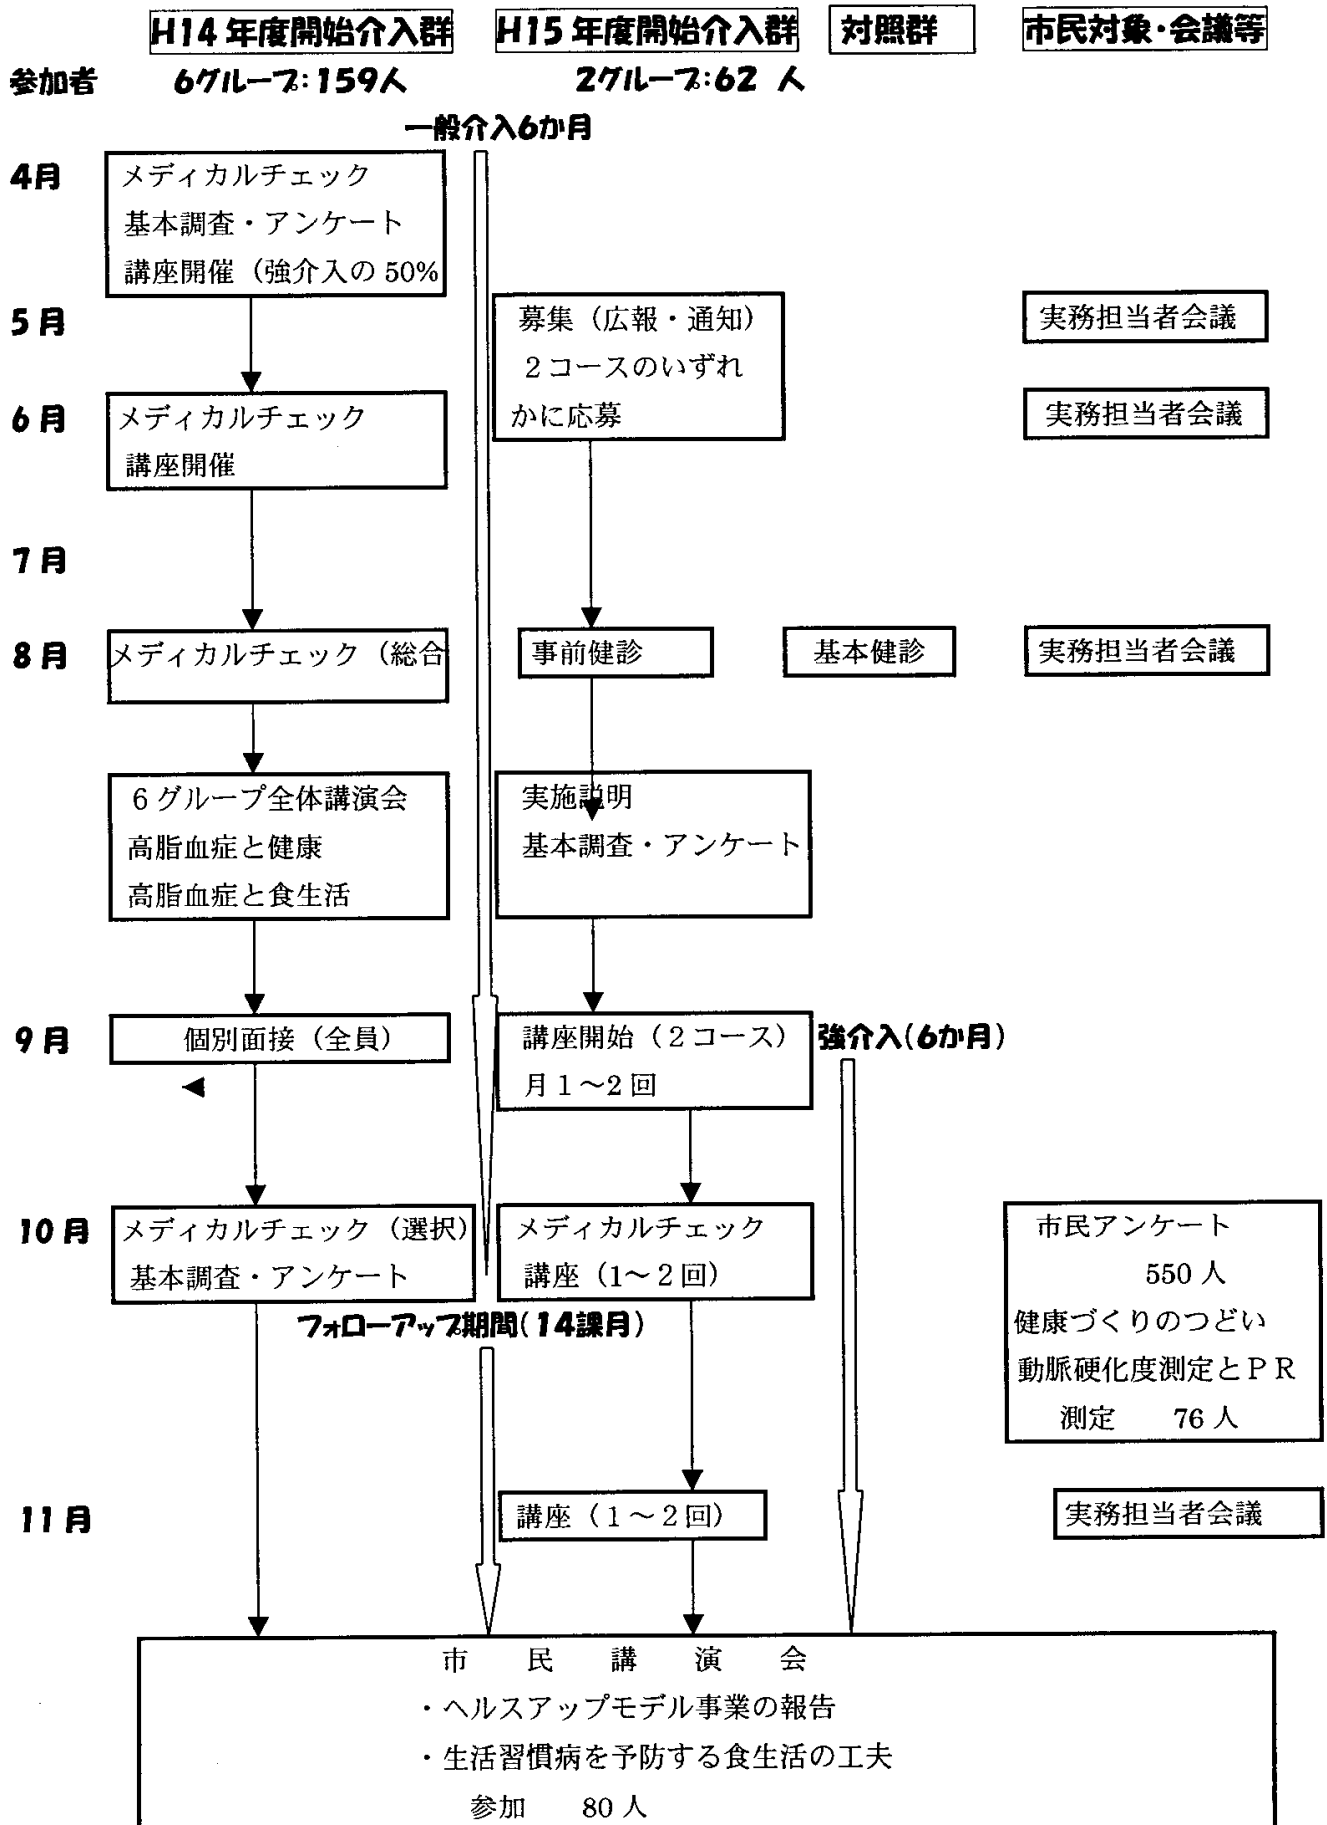 H14年度開始介入群 H15年度開始介入群 対照群 市民対象・会議等
参加者 6グループ:159人 2グループ:62 人
一般介入6か月
4月
メディカルチェック
基本調査・アンケート
講座開催（強介入の 50%
5月
募集（広報・通知）
２コースのいずれ
かに応募
実務担当者会議
6月
メディカルチェック
講座開催
実務担当者会議
7月
8月
メディカルチェック（総合
事前健診
基本健診
実務担当者会議
６グループ全体講演会
高脂血症と健康
高脂血症と食生活
実施説明
基本調査・アンケート
9月
個別面接（全員）
講座開始（２コース）
月１～2回
強介入(6か月)
10月
メディカルチェック（選択）
基本調査・アンケート
メディカルチェック
講座（1～２回）
市民アンケート
550 人
健康づくりのつどい
動脈硬化度測定とＰＲ
測定 76 人
フォローアップ期間(14課月)
11月
講座（１～２回）
実務担当者会議
市 民 講 演 会
・ヘルスアップモデル事業の報告
・生活習慣病を予防する食生活の工夫
参加 80 人